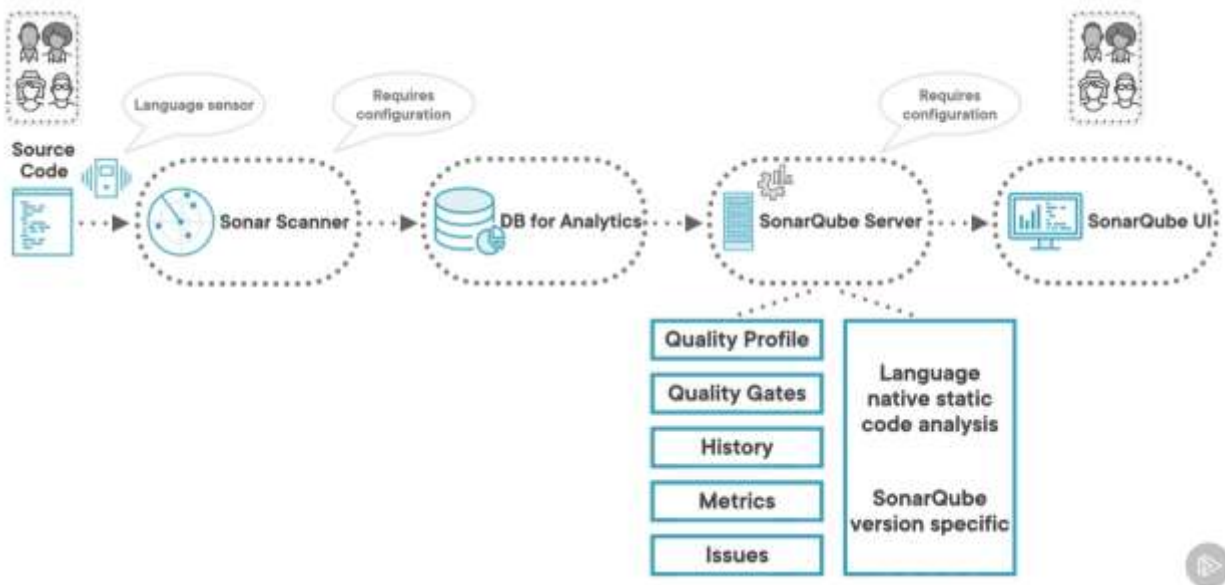 Language sensor
Requires
configuration
Requires
configuration
Source
Code
Sonar Scanner
DB for Analytics
SonarQube Server
SonarQube UI
Quality Profile
Quality Gates
History
Metrics
Issues
Language
native static
code analysis
SonarQube
version specific